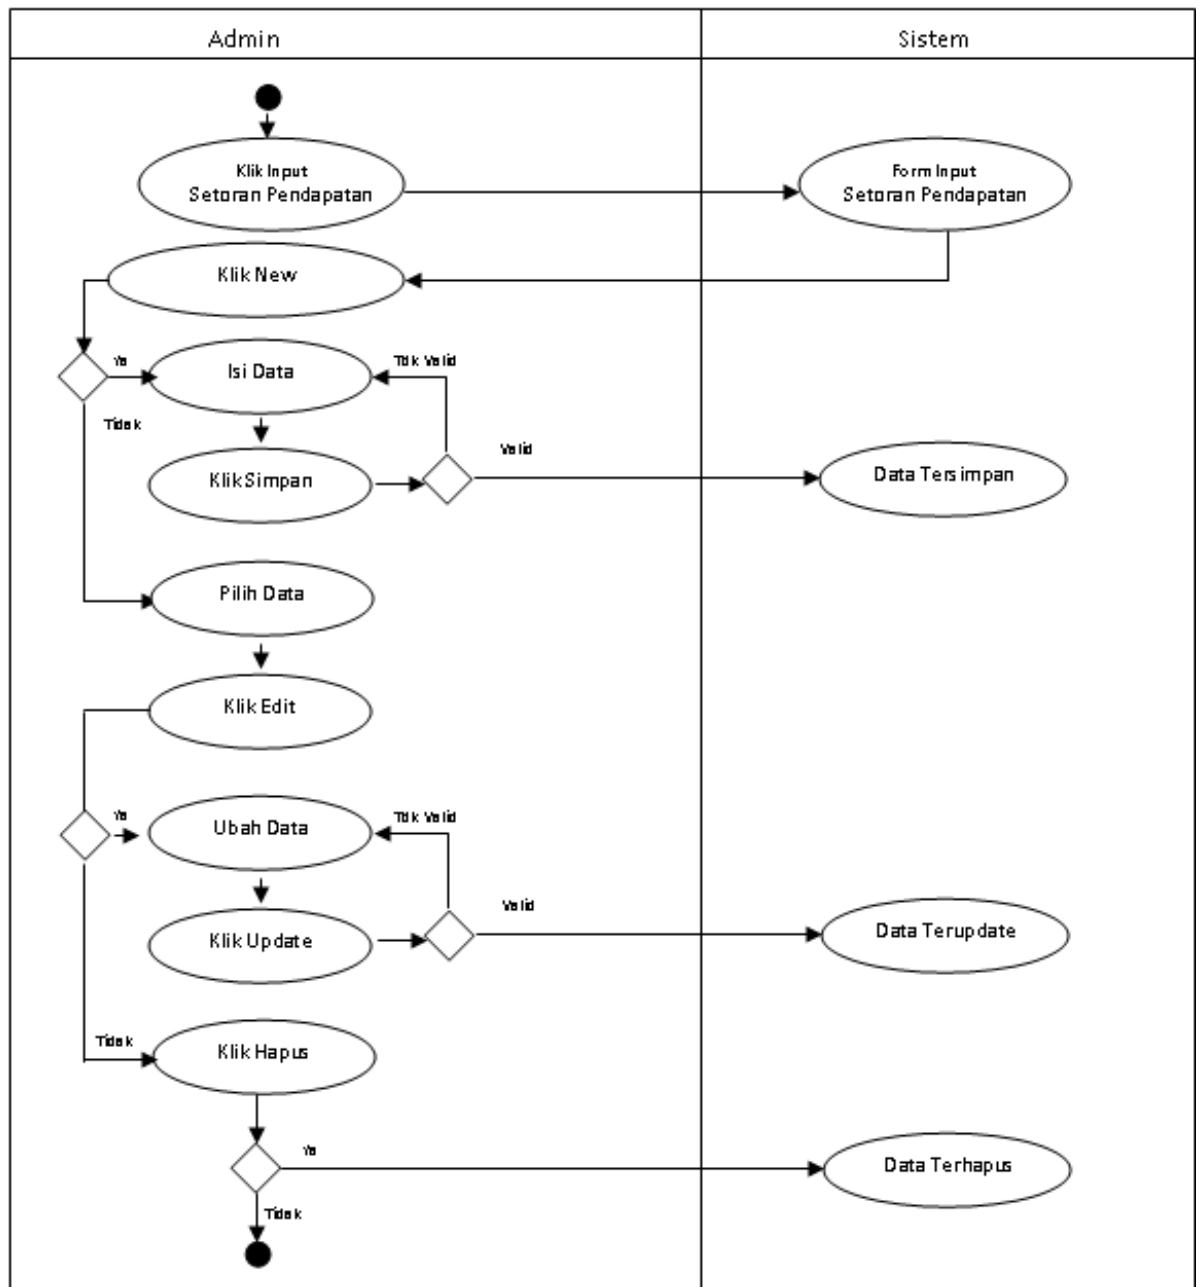 Admin
Sistem
Klik Input
Setoran Pendapatan
Form Input
Setoran Pendapatan
Klik New
Ya
Isi Data
Tdk Valid
Tidak
Klik Simpan
Valid
Data Tersimpan
Pilih Data
Klik Edit
Ya
Ubah Data
Tdk Valid
Klik Update
Valid
Data Terupdate
Tidak
Klik Hapus
Ya
Data Terhapus
Tidak